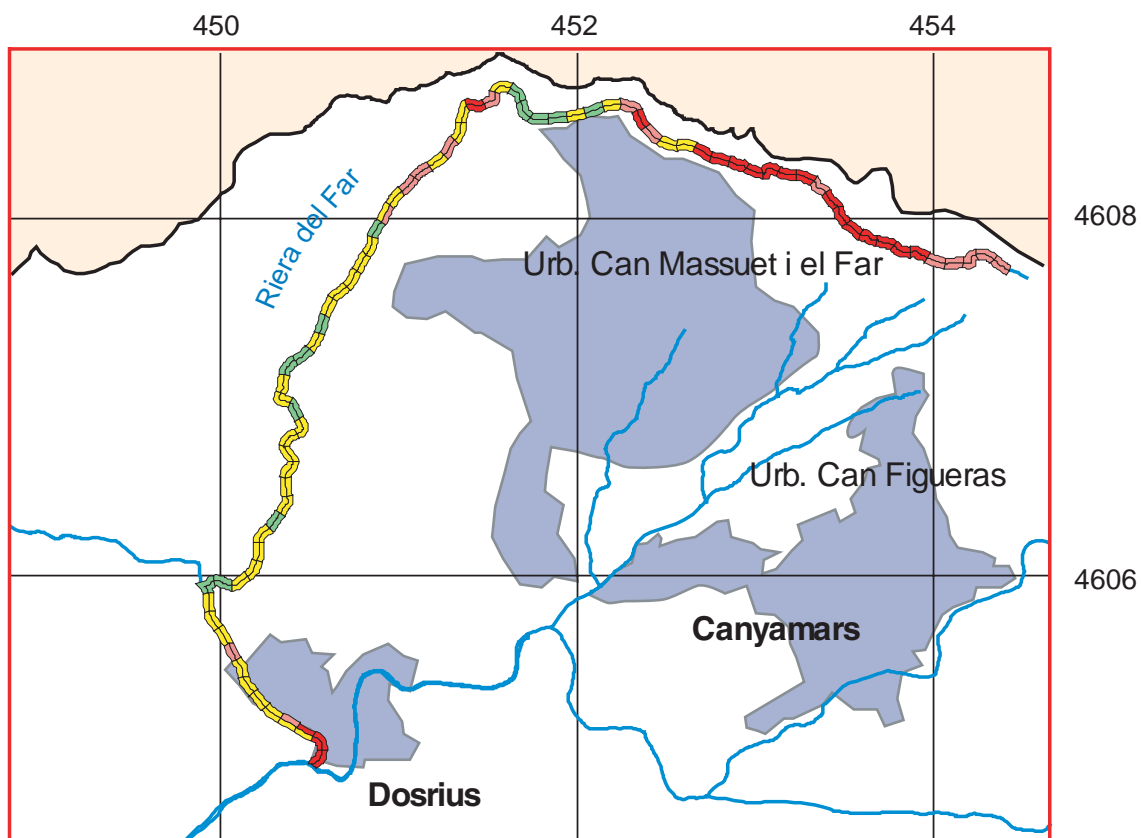 450 452 454
4608
Riera del Far
Urb. Can Massuet i el Far
Urb. Can Figueras
4606
Canyamars
Dosrius